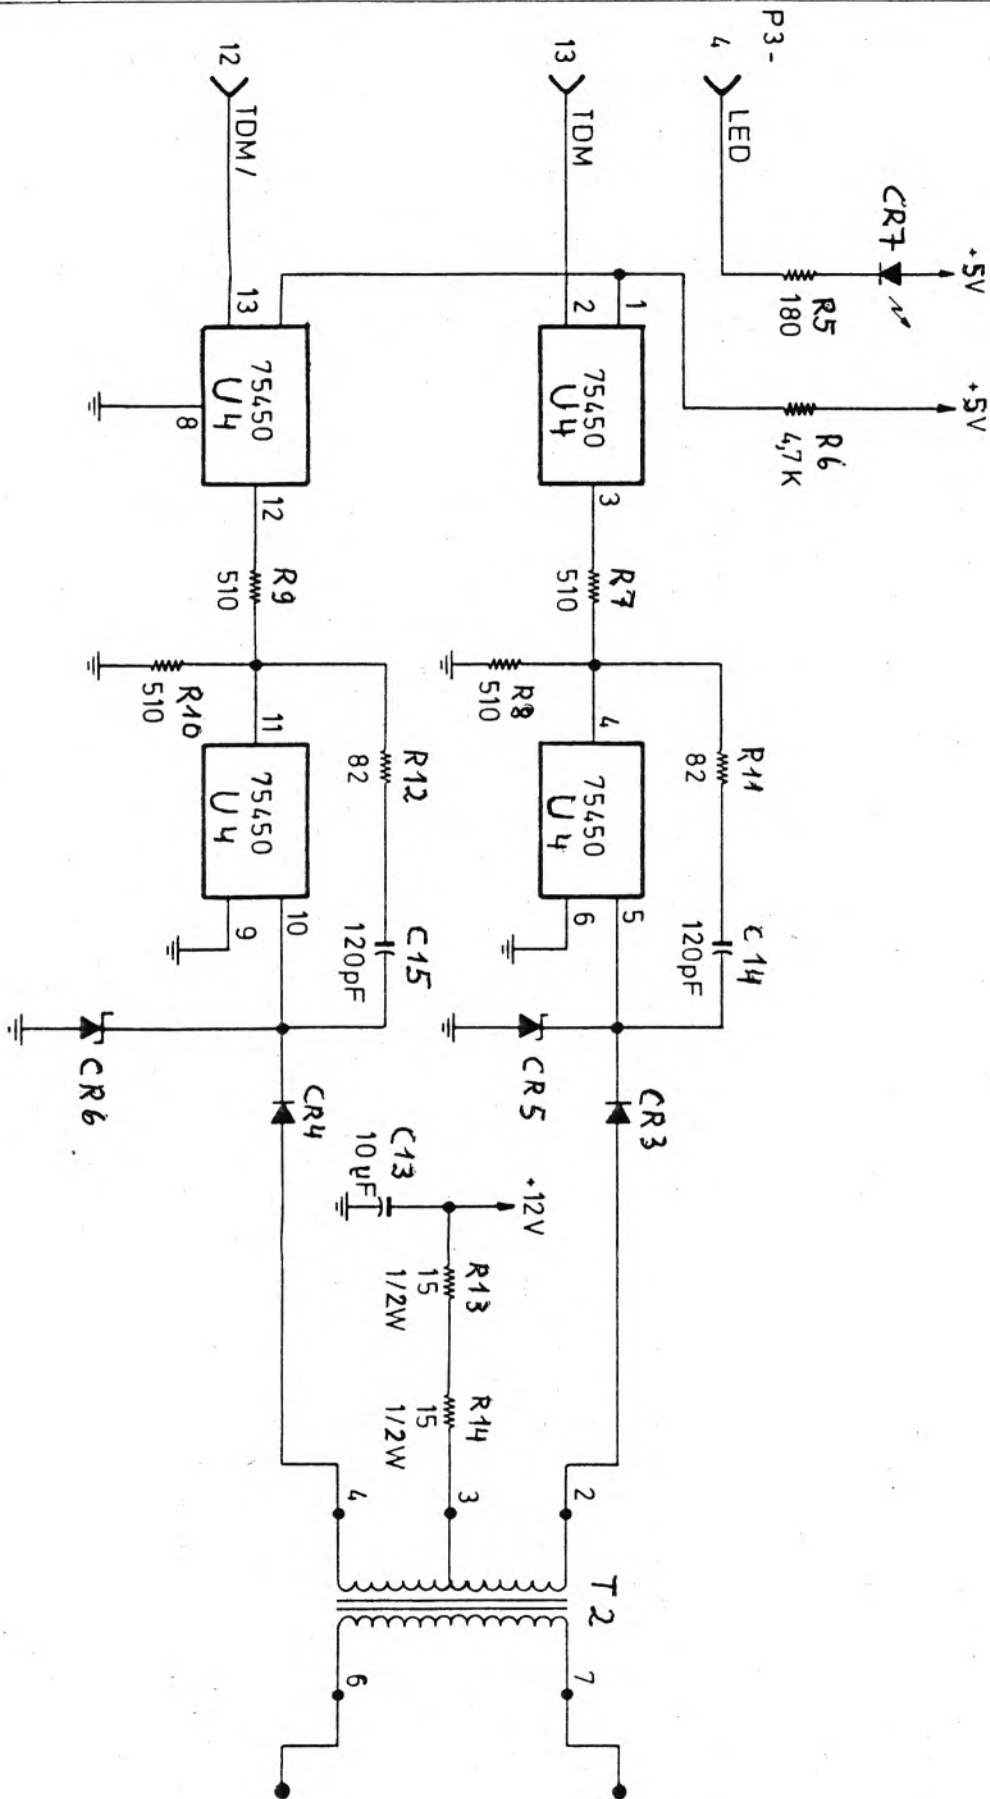 P3-
4
LED
CR7
+5V
R5
180
+5V
R6
4,7K
13
TDM
1
2
75450
U4
3
R7
510
R8
510
4
75450
U4
5
6
R11
82
C14
120pF
CR5
CR3
12
TDM/
13
75450
U4
8
12
R9
510
R10
510
11
75450
U4
10
9
R12
82
C15
120pF
CR6
CR4
C13
10µF
+12V
R13
15
1/2W
R14
15
1/2W
2
3
4
T2
7
6